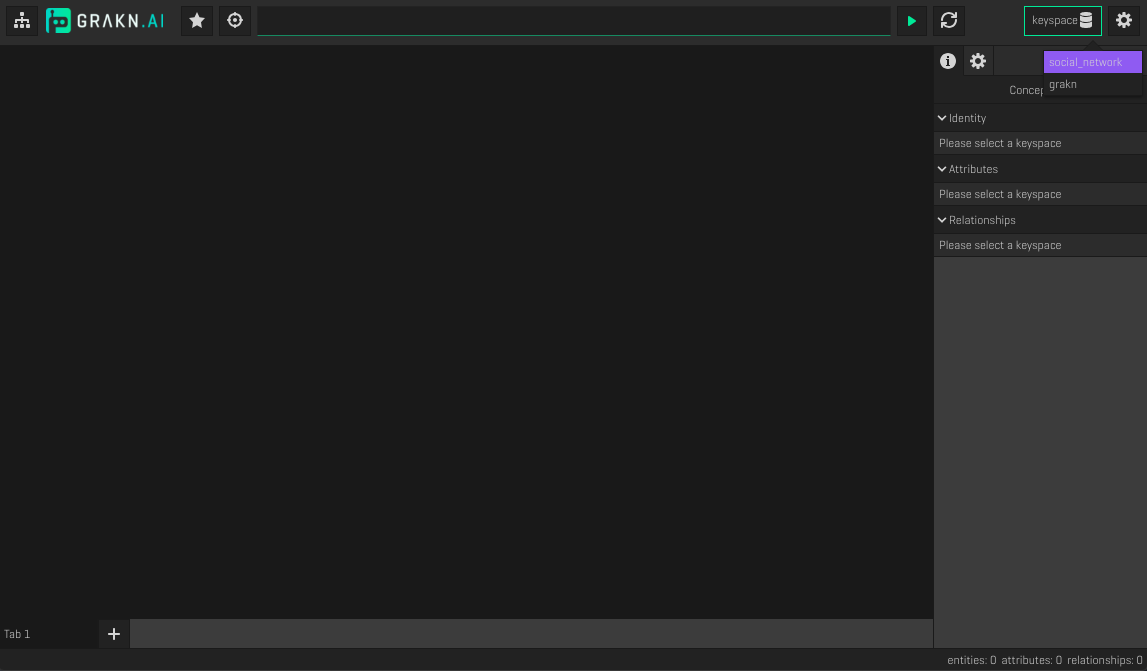 GRAKN.AI
keyspace
social_network
grakn
Concep
Identity
Please select a keyspace
Attributes
Please select a keyspace
Relationships
Please select a keyspace
Tab 1
entities: 0 attributes: 0 relationships: 0